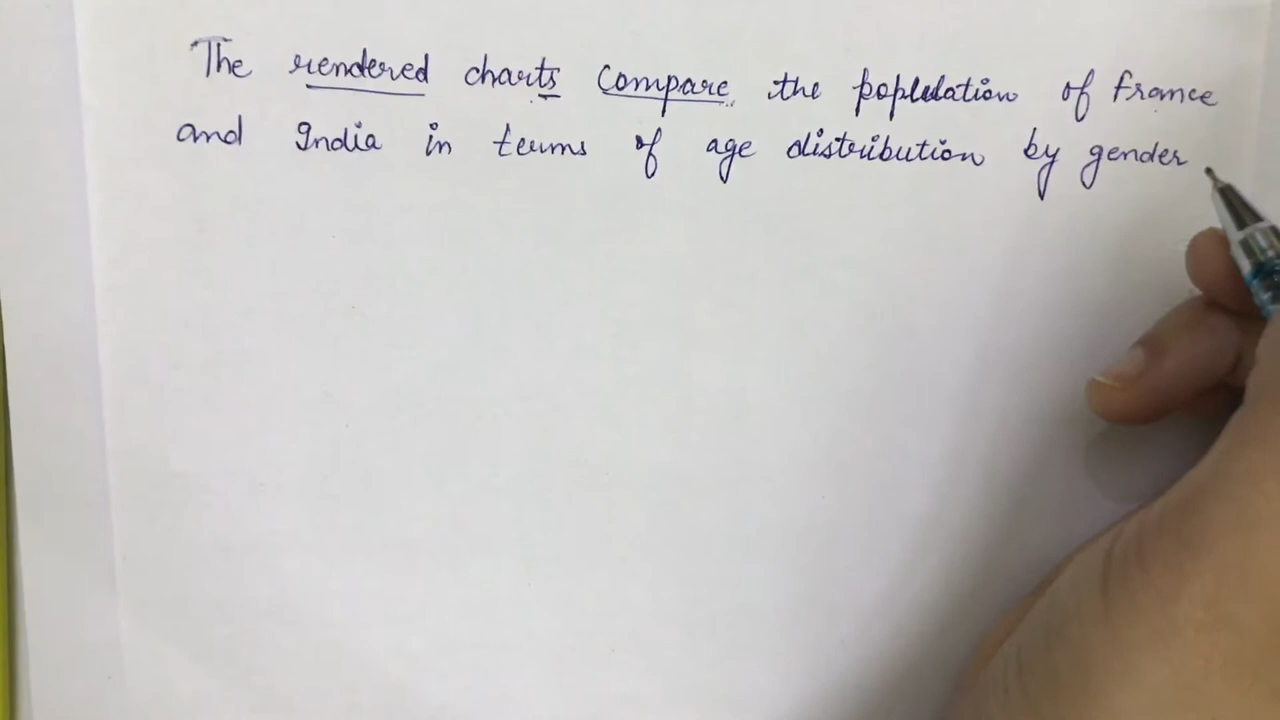 The rendered charts compare the poplulation of France
and India in terms of age distribution by gender